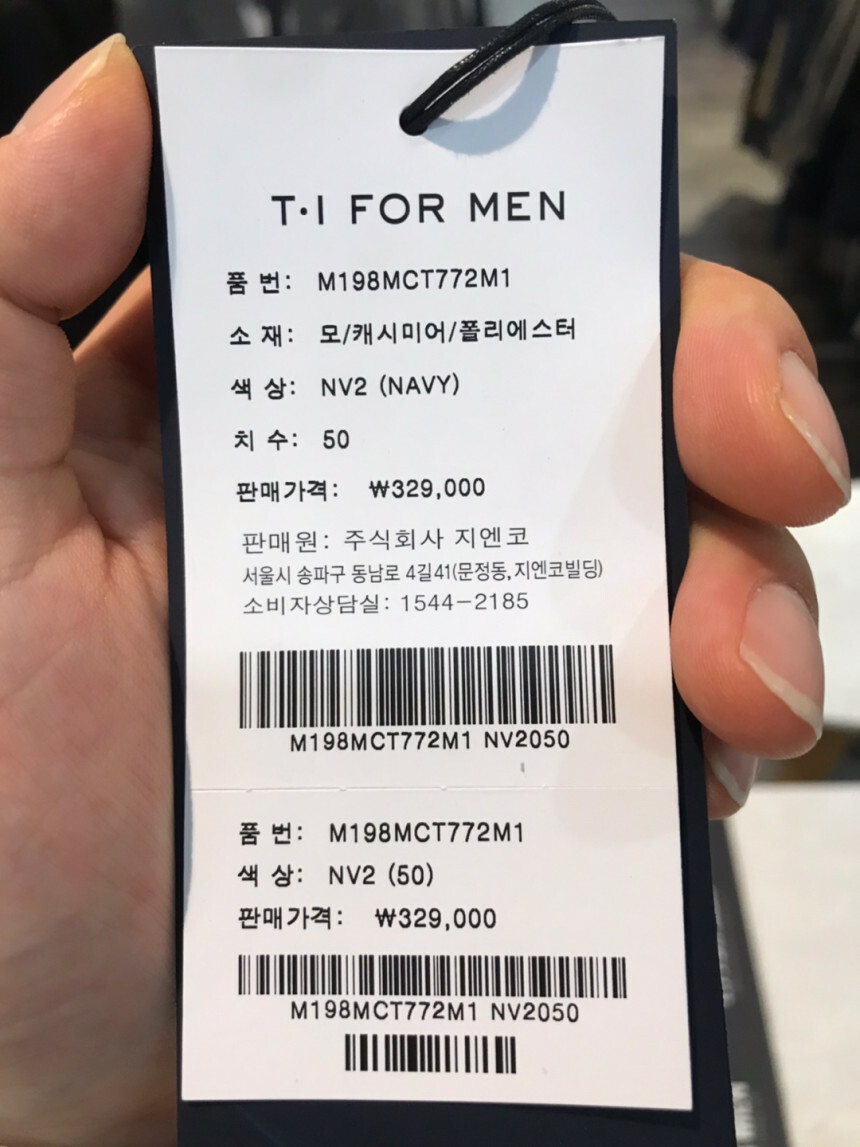 T·I FOR MEN
품 번: M198MCT772M1
소 재: 모/캐시미어/폴리에스터
색 상: NV2 (NAVY)
치 수: 50
판매가격: ₩329,000
판매원: 주식회사 지엔코
서울시 송파구 동남로 4길41(문정동,지엔코빌딩)
소비자상담실: 1544-2185
M198MCT772M1 NV2050
품 번: M198MCT772M1
색 상: NV2 (50)
판매가격: ₩329,000
M198MCT772M1 NV2050